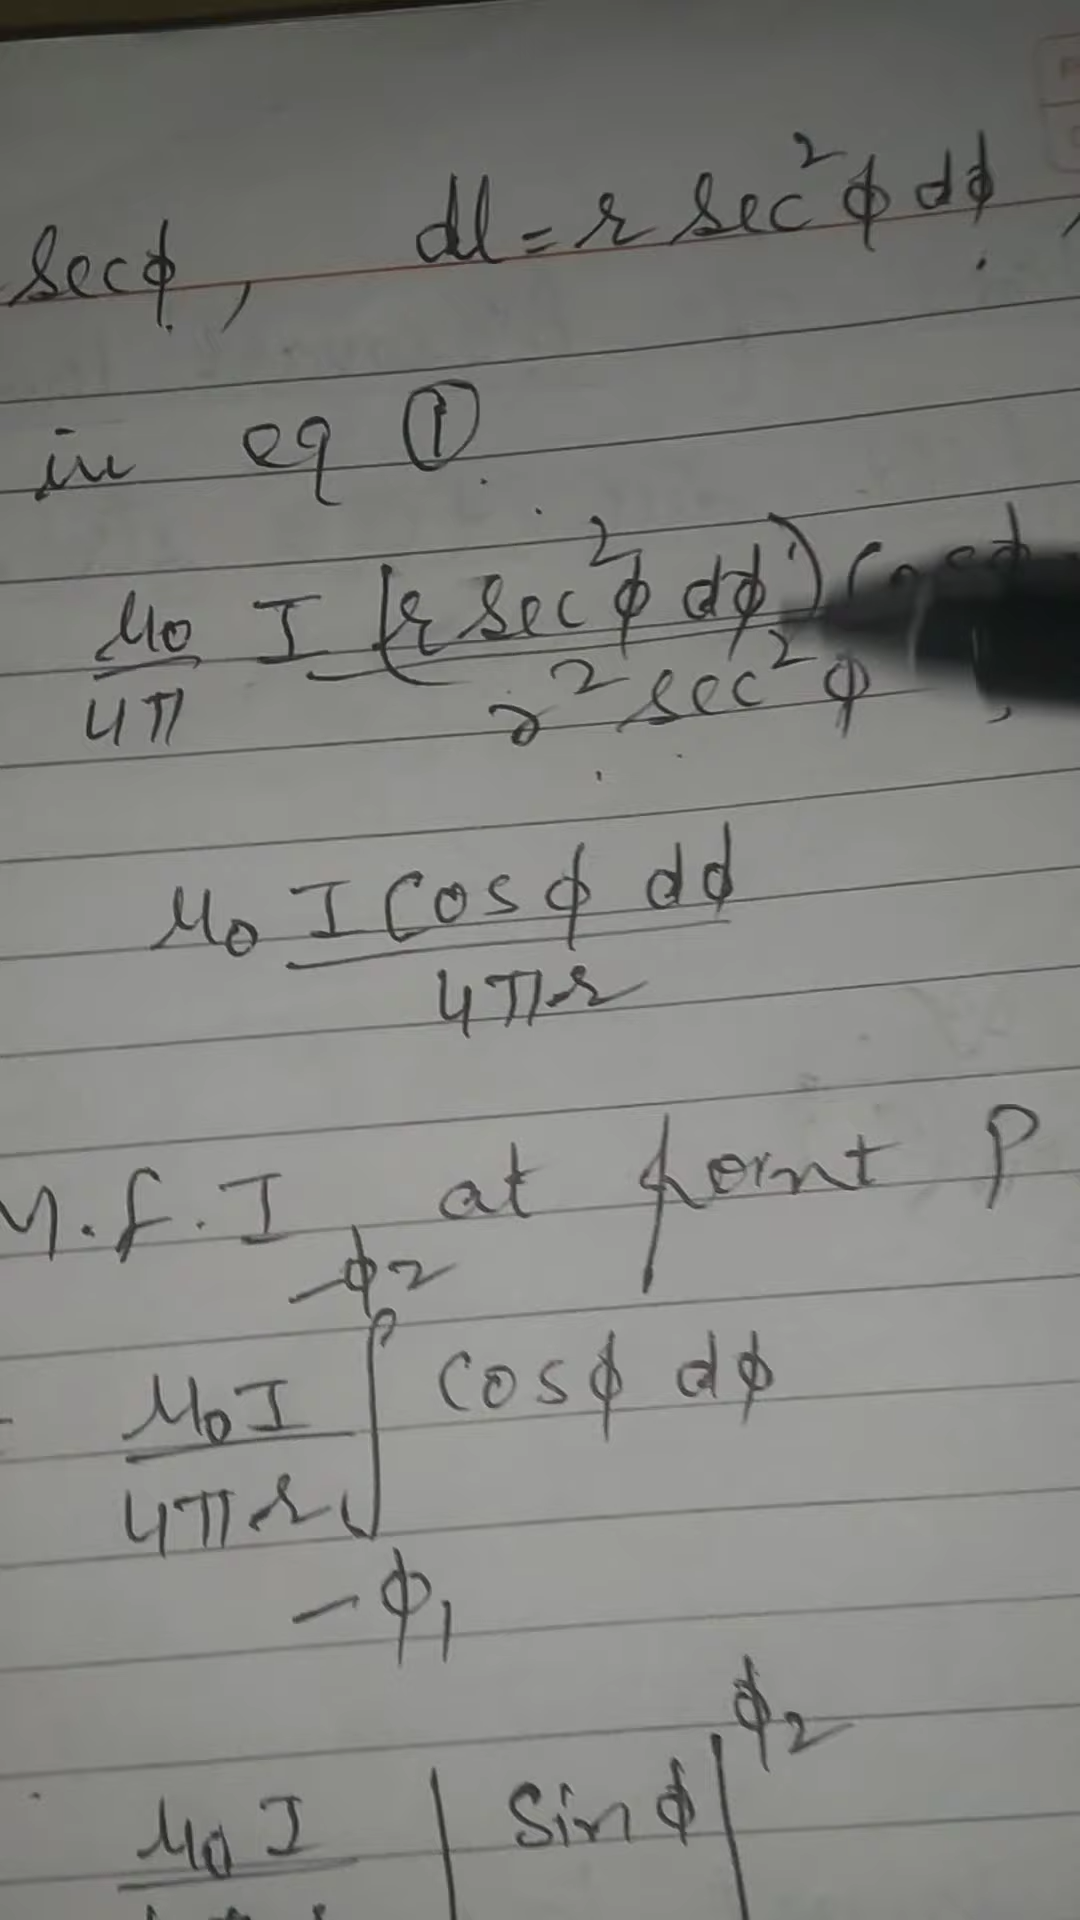 secϕ, dl = r sec²ϕ dϕ,
in eq ①.
μ₀/4π I (r sec²ϕ dϕ) / r² sec²ϕ
μ₀ I Cosϕ dϕ / 4πr
M.F.I at point P
μ₀I/4πr ∫_{-ϕ₁}^{-ϕ₂} cosϕ dϕ
μ₀I | Sinϕ |^{ϕ₂}